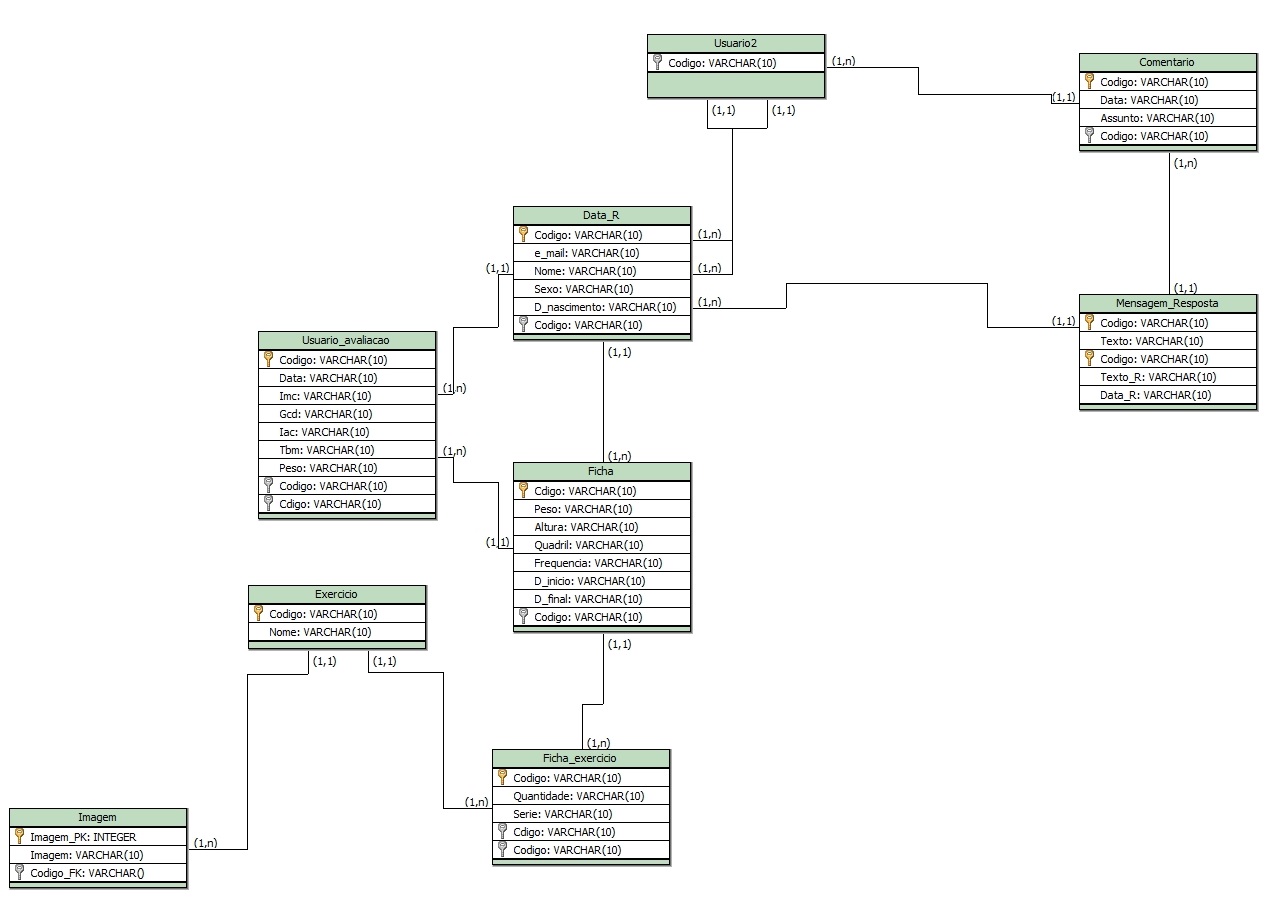 Usuario2
Codigo: VARCHAR(10)
(1,n)
(1,1)
(1,1)
(1,1)
Comentario
Codigo: VARCHAR(10)
Data: VARCHAR(10)
Assunto: VARCHAR(10)
Codigo: VARCHAR(10)
(1,n)
(1,1)
Data_R
Codigo: VARCHAR(10)
e_mail: VARCHAR(10)
Nome: VARCHAR(10)
Sexo: VARCHAR(10)
D_nascimento: VARCHAR(10)
Codigo: VARCHAR(10)
(1,n)
(1,n)
(1,n)
(1,1)
(1,1)
(1,n)
(1,1)
Mensagem_Resposta
Codigo: VARCHAR(10)
Texto: VARCHAR(10)
Codigo: VARCHAR(10)
Texto_R: VARCHAR(10)
Data_R: VARCHAR(10)
Usuario_avaliacao
Codigo: VARCHAR(10)
Data: VARCHAR(10)
Imc: VARCHAR(10)
Gcd: VARCHAR(10)
Iac: VARCHAR(10)
Tbm: VARCHAR(10)
Peso: VARCHAR(10)
Codigo: VARCHAR(10)
Cdigo: VARCHAR(10)
(1,n)
(1,n)
(1,1)
Ficha
Cdigo: VARCHAR(10)
Peso: VARCHAR(10)
Altura: VARCHAR(10)
Quadril: VARCHAR(10)
Frequencia: VARCHAR(10)
D_inicio: VARCHAR(10)
D_final: VARCHAR(10)
Codigo: VARCHAR(10)
(1,1)
(1,n)
Exercicio
Codigo: VARCHAR(10)
Nome: VARCHAR(10)
(1,1)
(1,1)
(1,n)
Ficha_exercicio
Codigo: VARCHAR(10)
Quantidade: VARCHAR(10)
Serie: VARCHAR(10)
Cdigo: VARCHAR(10)
Codigo: VARCHAR(10)
Imagem
Imagem_PK: INTEGER
Imagem: VARCHAR(10)
Codigo_FK: VARCHAR()
(1,n)